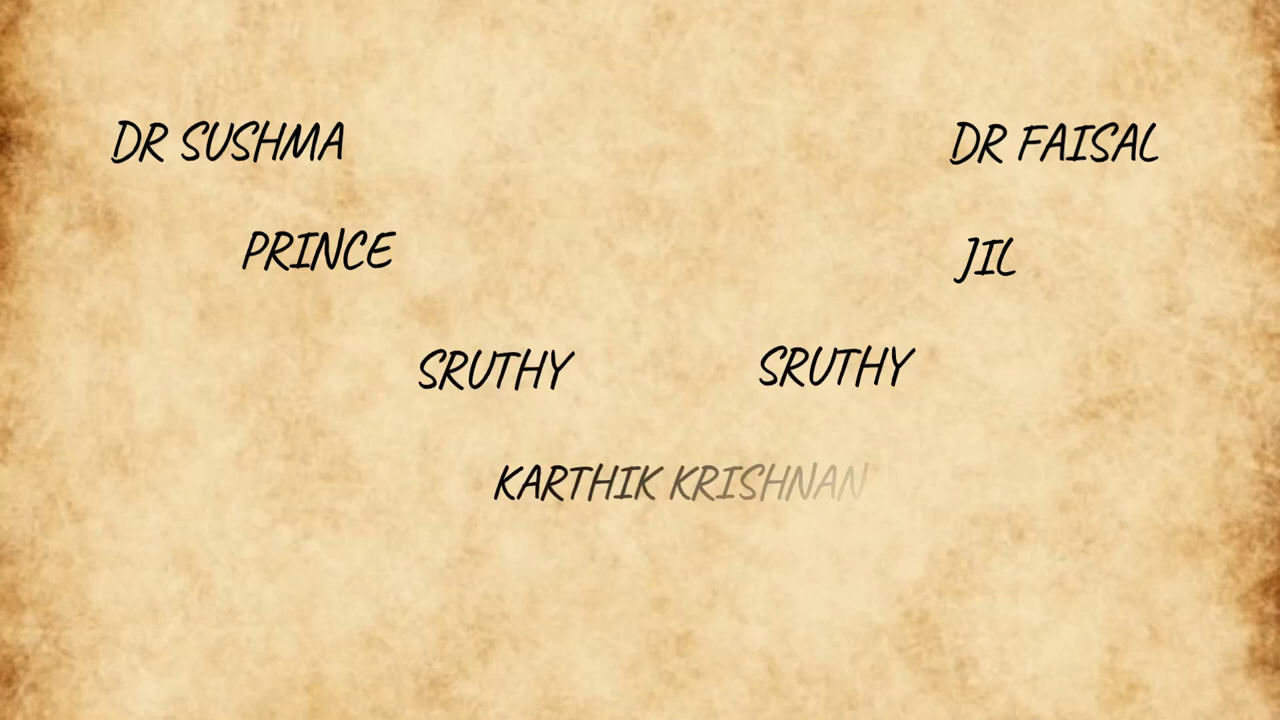 DR SUSHMA
DR FAISAL
PRINCE
JIL
SRUTHY
SRUTHY
KARTHIK KRISHNAN